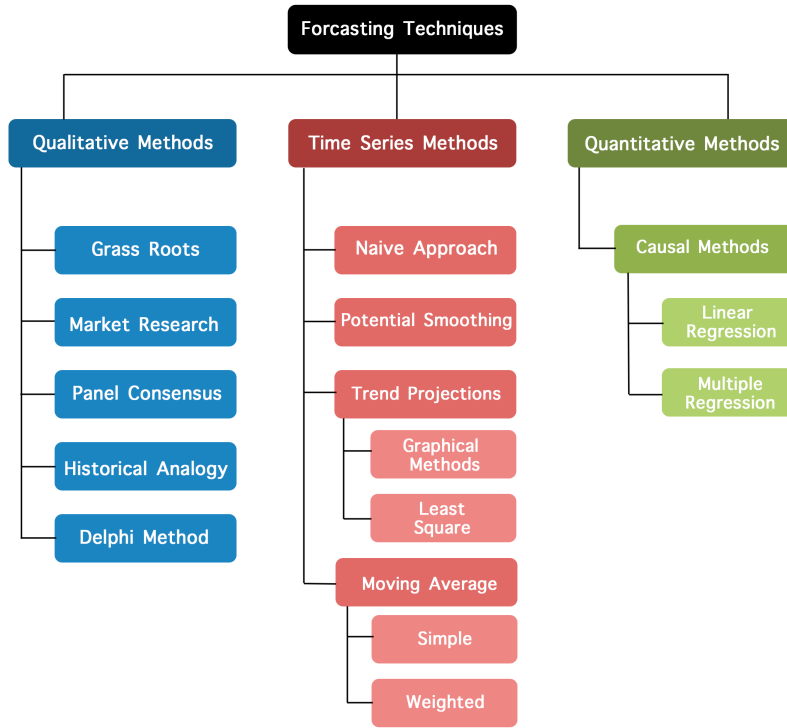 Forcasting Techniques
Qualitative Methods
Grass Roots
Market Research
Panel Consensus
Historical Analogy
Delphi Method
Time Series Methods
Naive Approach
Potential Smoothing
Trend Projections
Graphical
Methods
Least
Square
Moving Average
Simple
Weighted
Quantitative Methods
Causal Methods
Linear
Regression
Multiple
Regression